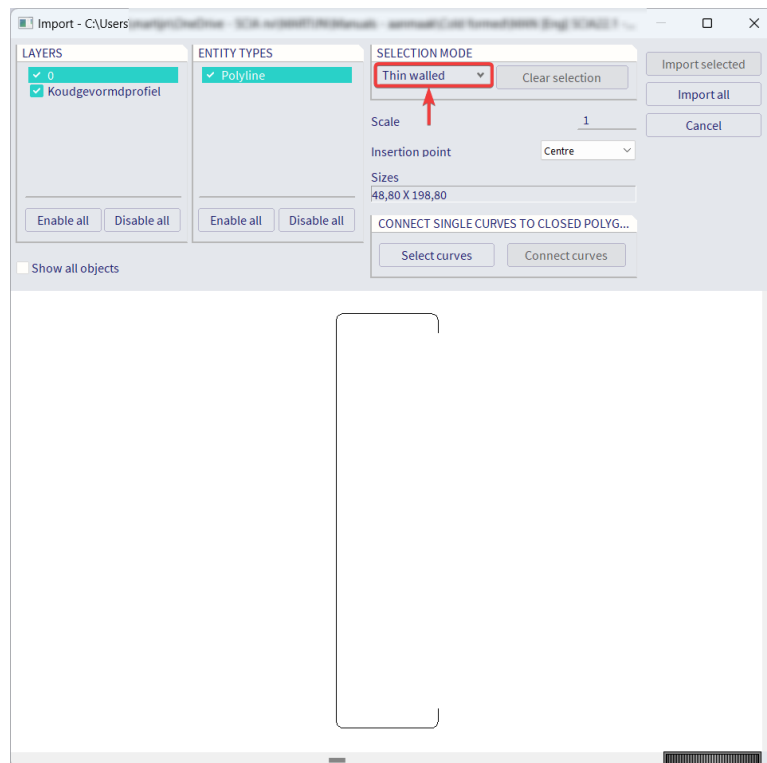 Import - C:\Users
LAYERS
0
Koudgevormdprofiel
Enable all Disable all
Show all objects
ENTITY TYPES
Polyline
Enable all Disable all
SELECTION MODE
Thin walled
Clear selection
Scale 1
Insertion point Centre
Sizes
48,80 X 198,80
CONNECT SINGLE CURVES TO CLOSED POLYG...
Select curves Connect curves
Import selected
Import all
Cancel